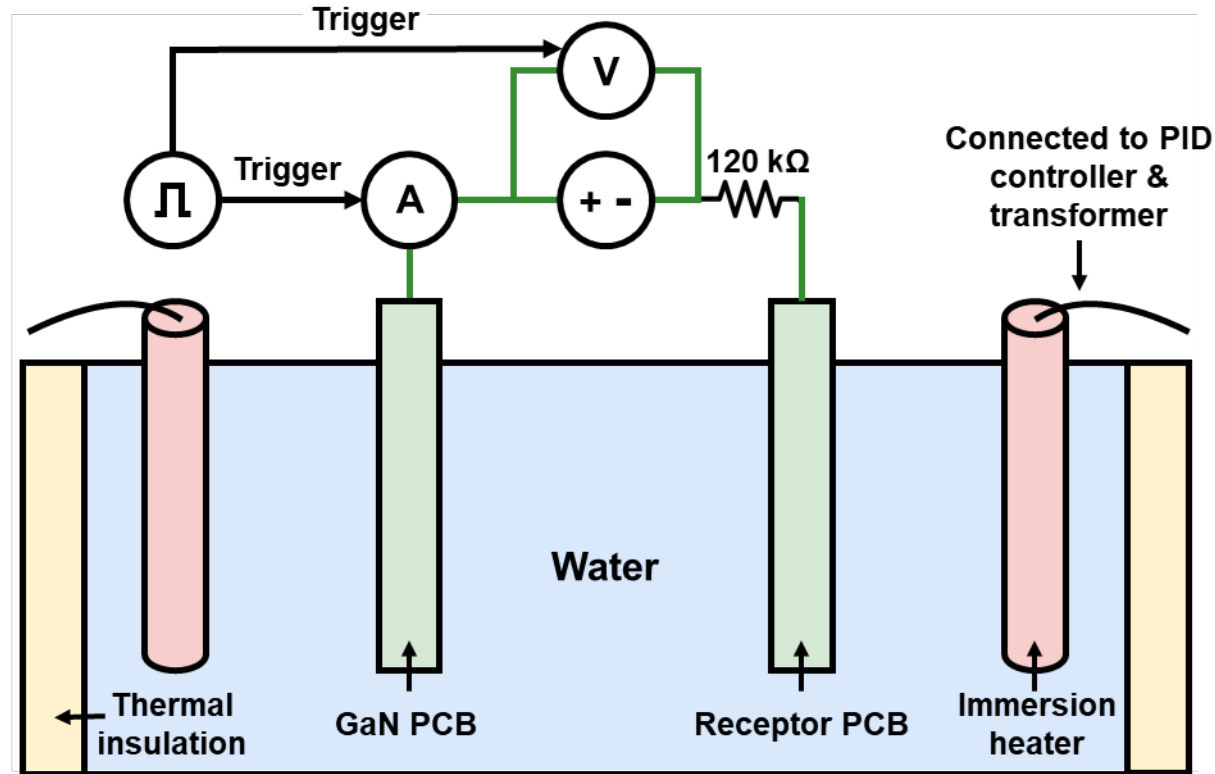 Trigger
V
Trigger
A
+ -
120 kΩ
Connected to PID
controller &
transformer
Water
Thermal
insulation
GaN PCB
Receptor PCB
Immersion
heater